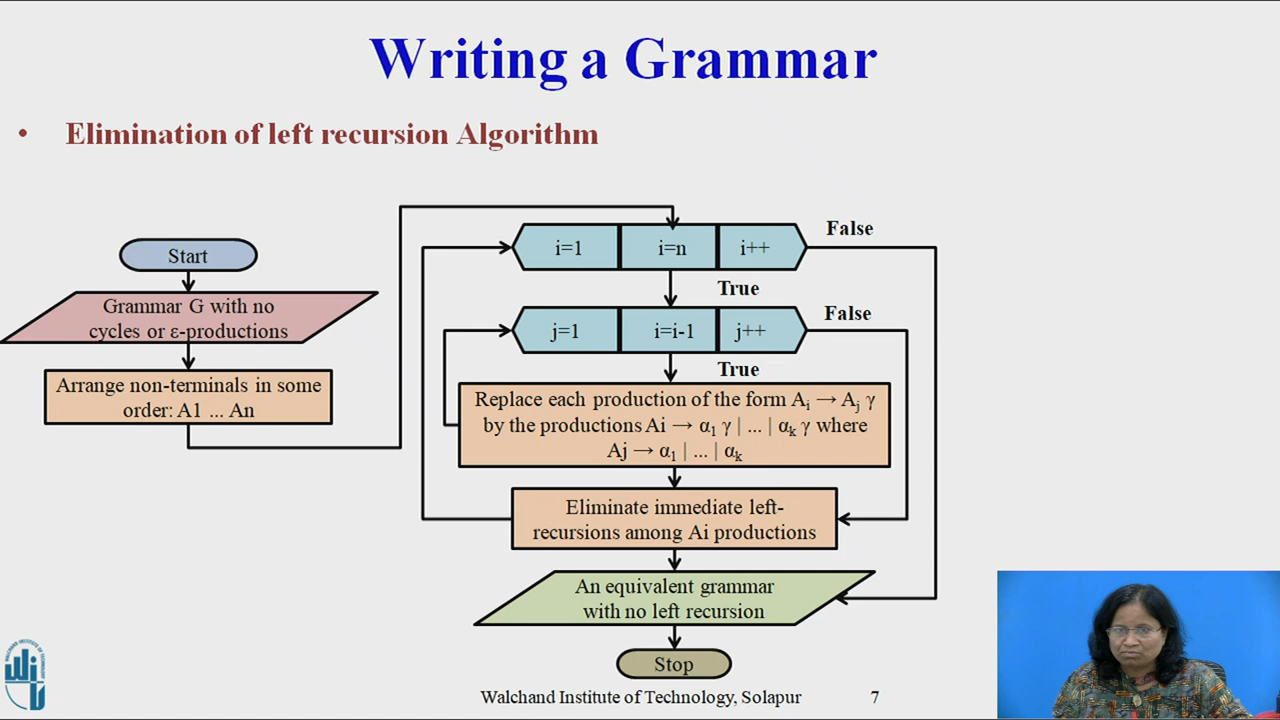 Writing a Grammar
• Elimination of left recursion Algorithm
Start
Grammar G with no
cycles or ε-productions
Arrange non-terminals in some
order: A1 ... An
i=1 i=n i++
False
True
j=1 i=i-1 j++
False
True
Replace each production of the form Aᵢ → Aⱼ γ
by the productions Ai → α₁ γ | ... | αₖ γ where
Aj → α₁ | ... | αₖ
Eliminate immediate left-
recursions among Ai productions
An equivalent grammar
with no left recursion
Stop
Walchand Institute of Technology, Solapur 7